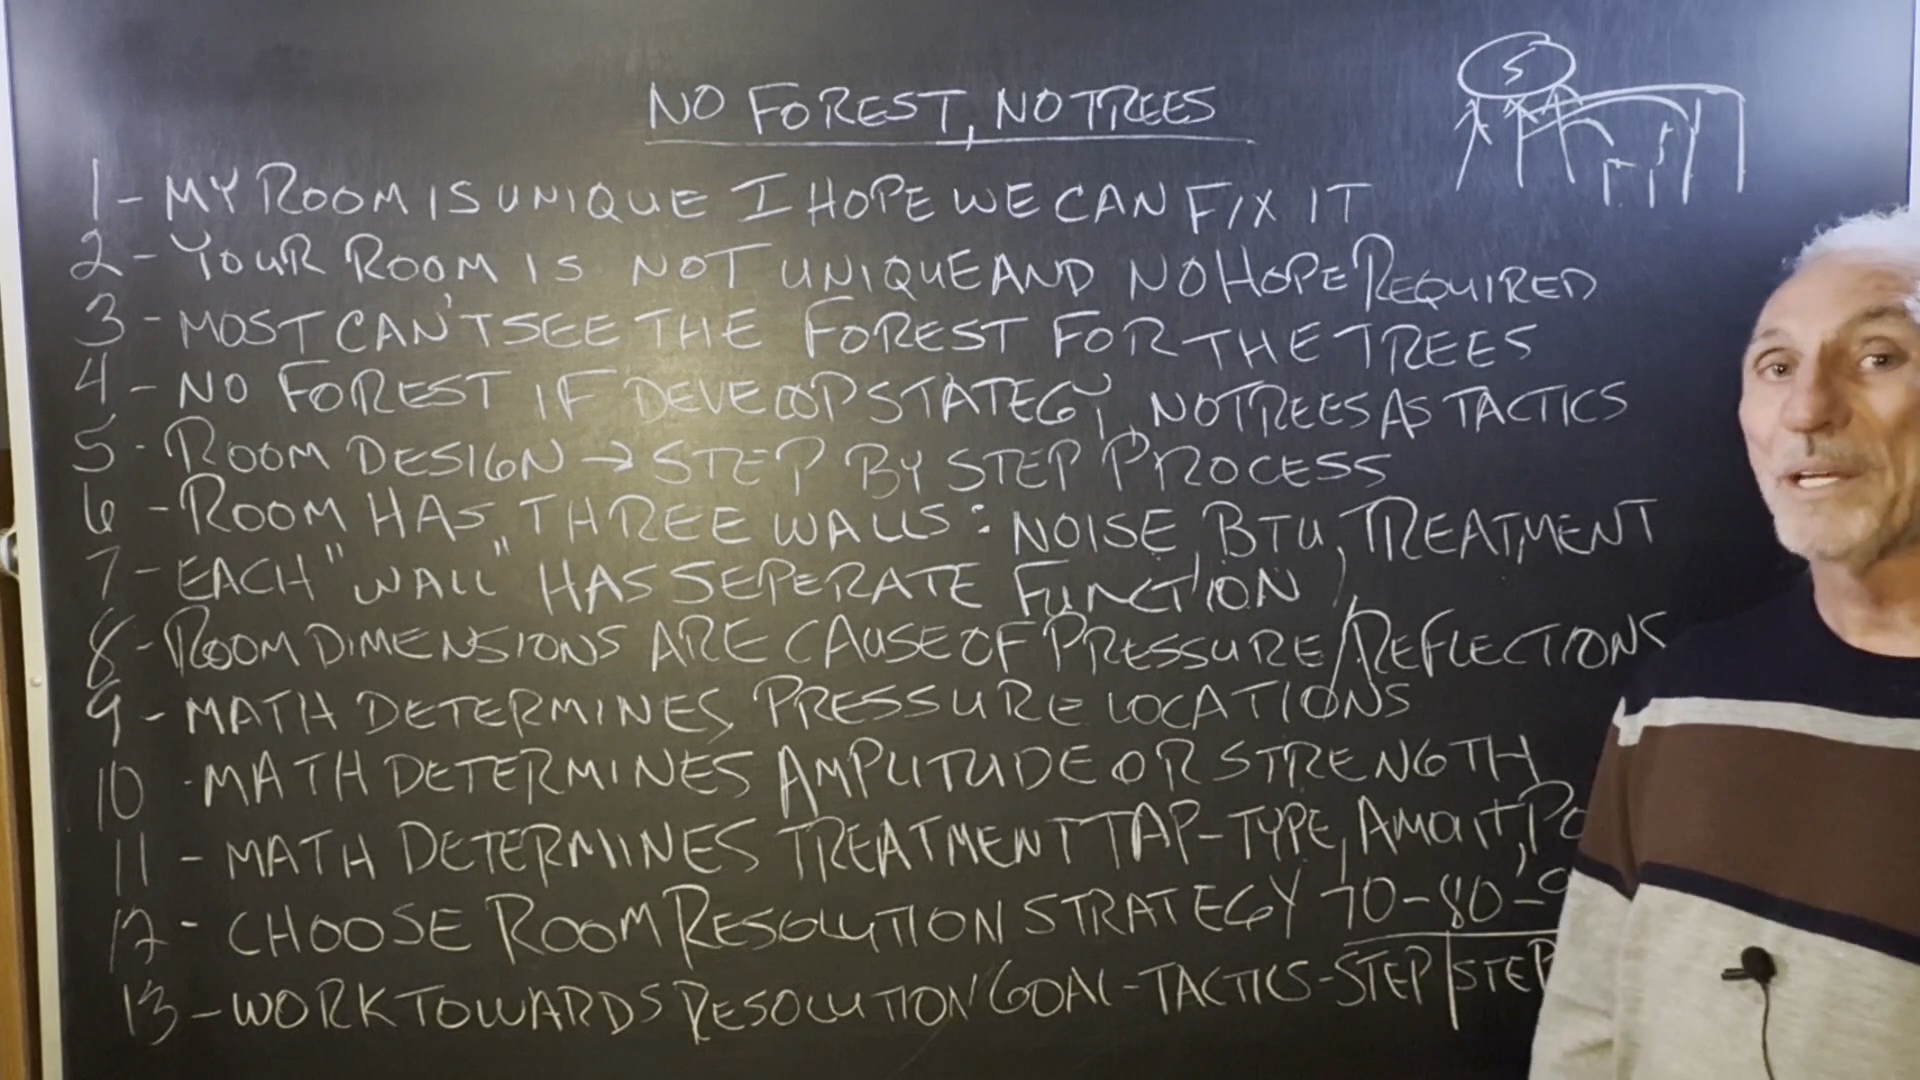 NO FOREST, NO TREES
S
1 - MY ROOM IS UNIQUE I HOPE WE CAN FIX IT
2 - YOUR ROOM IS NOT UNIQUE AND NO HOPE REQUIRED
3 - MOST CAN'T SEE THE FOREST FOR THE TREES
4 - NO FOREST IF DEVELOP STATEGY, NO TREES AS TACTICS
5 - ROOM DESIGN → STEP BY STEP PROCESS
6 - ROOM HAS THREE WALLS: NOISE, BTU, TREATMENT
7 - EACH "WALL" HAS SEPERATE FUNCTION
8 - ROOM DIMENSIONS ARE CAUSE OF PRESSURE/REFLECTIONS
9 - MATH DETERMINES PRESSURE LOCATIONS
10 - MATH DETERMINES AMPLITUDE OR STRENGTH
11 - MATH DETERMINES TREATMENT TAP-TYPE, AMOUNT, PO
12 - CHOOSE ROOM RESOLUTION STRATEGY 70-80-9
13 - WORK TOWARDS RESOLUTION GOAL-TACTICS-STEP/STEP